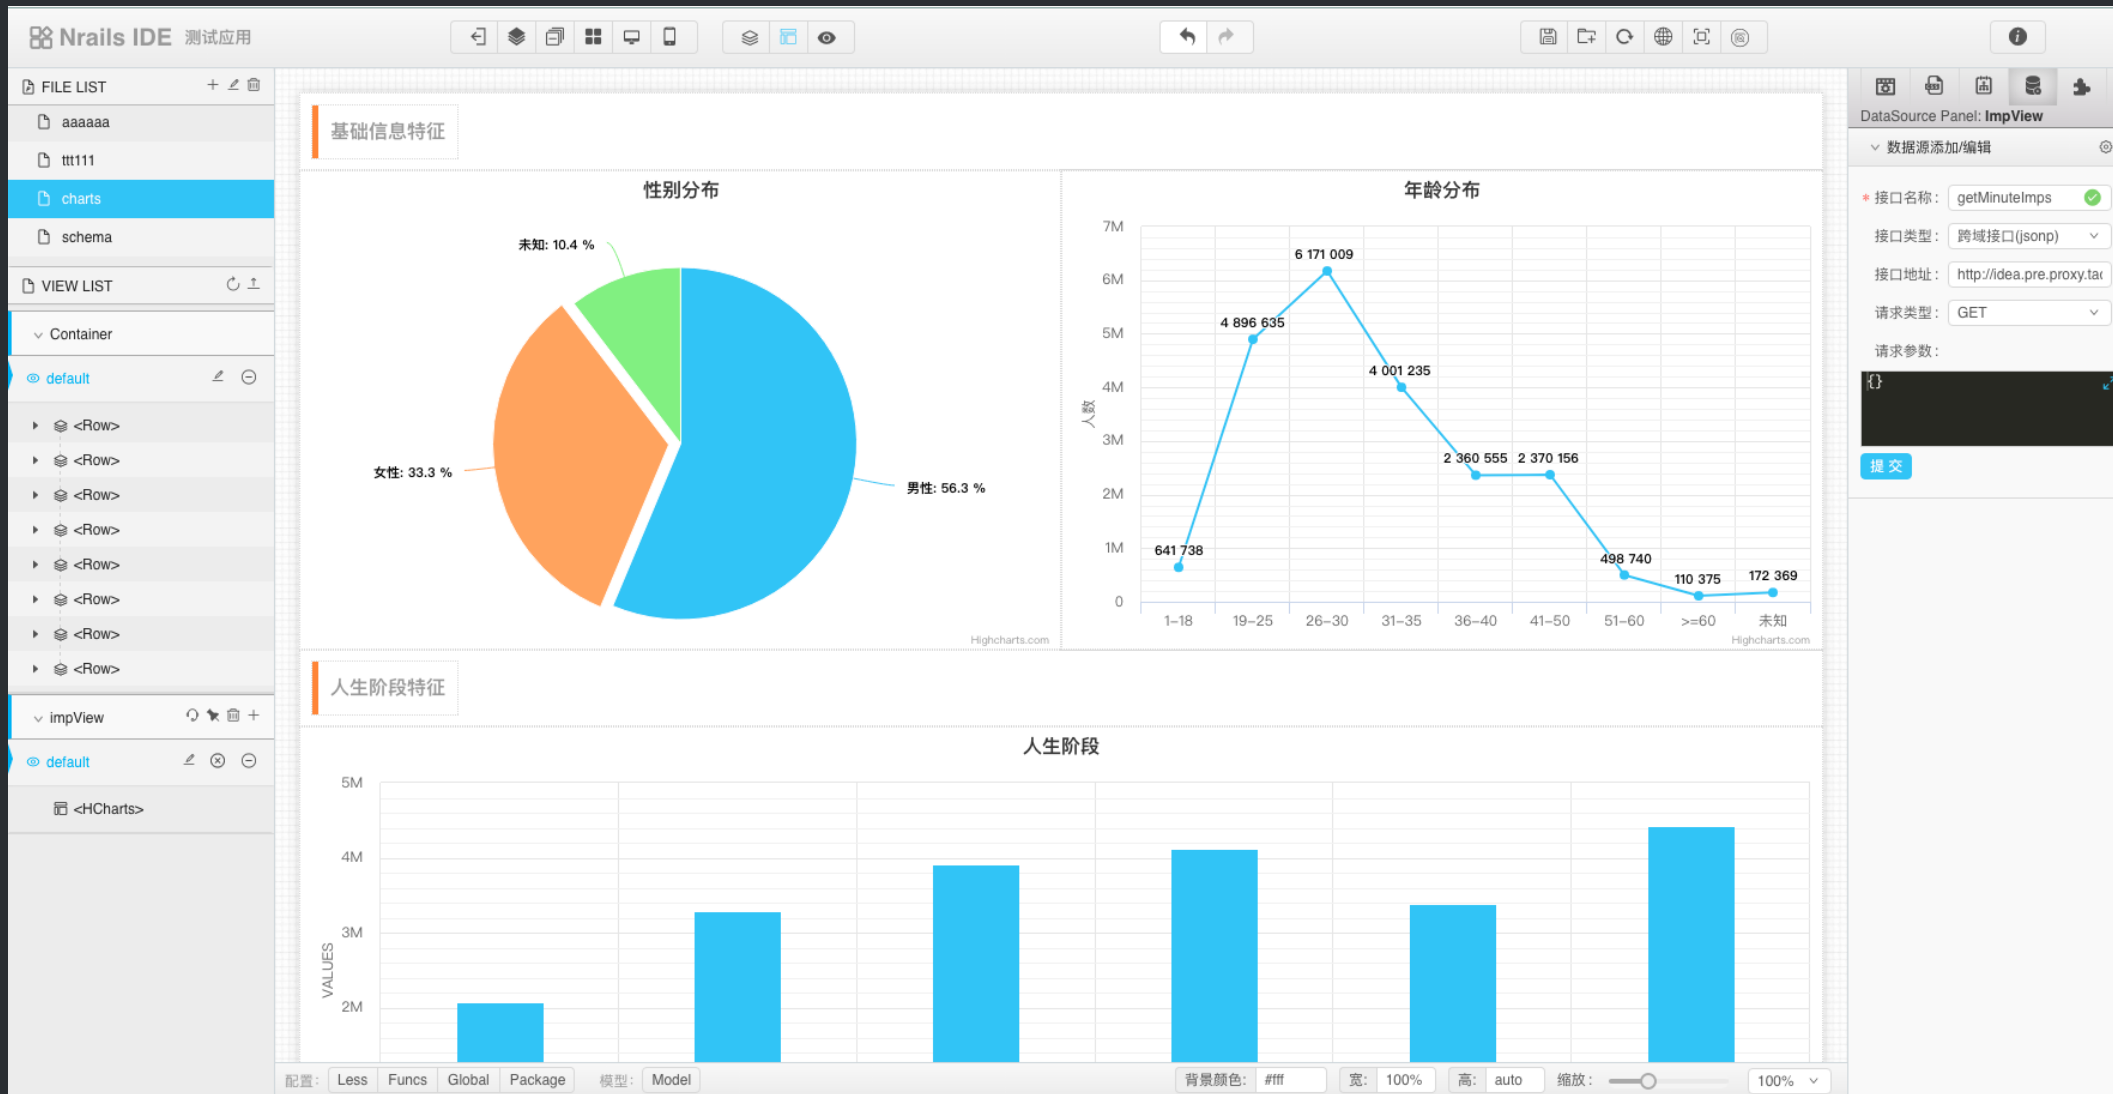 Nrails IDE 测试应用
FILE LIST
aaaaaa
ttt111
charts
schema
VIEW LIST
Container
default
<Row>
<Row>
<Row>
<Row>
<Row>
<Row>
<Row>
<Row>
impView
default
<HCharts>
基础信息特征
性别分布
未知: 10.4 %
女性: 33.3 %
男性: 56.3 %
Highcharts.com
年龄分布
人数
7M
6M
5M
4M
3M
2M
1M
0
641 738
4 896 635
6 171 009
4 001 235
2 360 555
2 370 156
498 740
110 375
172 369
1-18
19-25
26-30
31-35
36-40
41-50
51-60
>=60
未知
Highcharts.com
人生阶段特征
人生阶段
VALUES
5M
4M
3M
2M
配置:
Less
Funcs
Global
Package
模型:
Model
背景颜色: #fff
宽: 100%
高: auto
缩放:
100%
DataSource Panel: ImpView
数据源添加/编辑
* 接口名称: getMinuteImps
接口类型: 跨域接口(jsonp)
接口地址: http://idea.pre.proxy.tac
请求类型: GET
请求参数:
{}
提 交